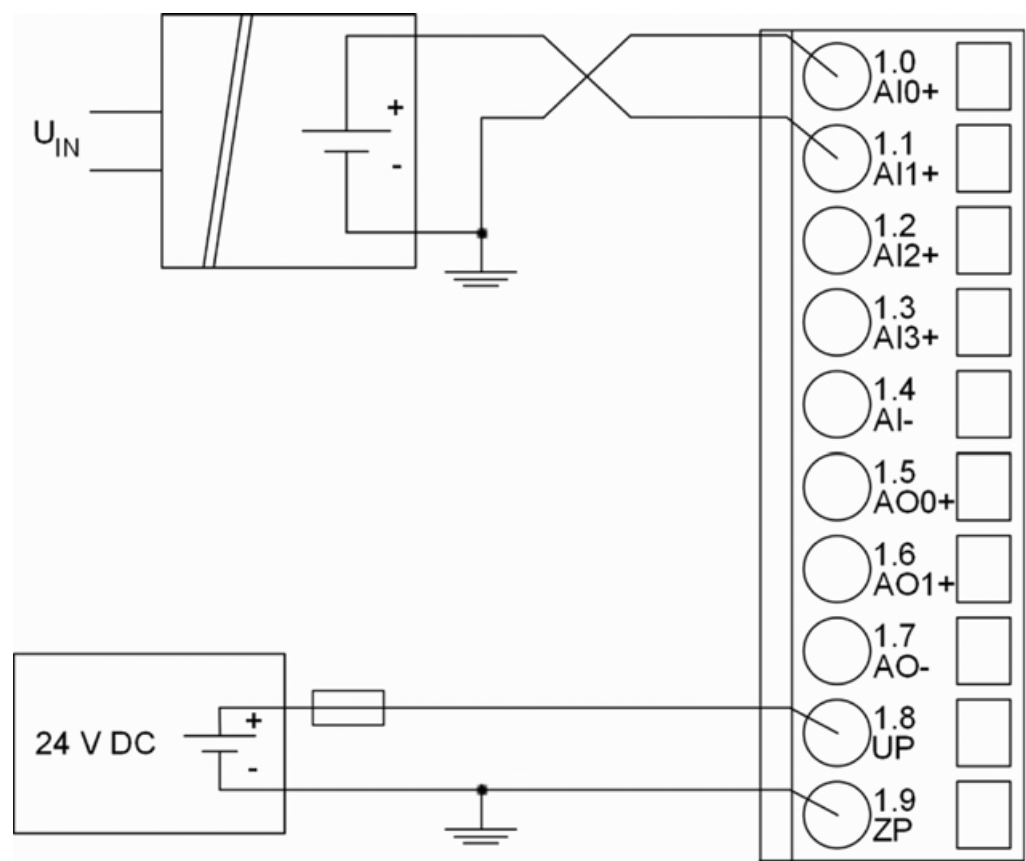 U_IN
+
-
1.0
AI0+
1.1
AI1+
1.2
AI2+
1.3
AI3+
1.4
AI-
1.5
AO0+
1.6
AO1+
1.7
AO-
24 V DC
+
-
1.8
UP
1.9
ZP